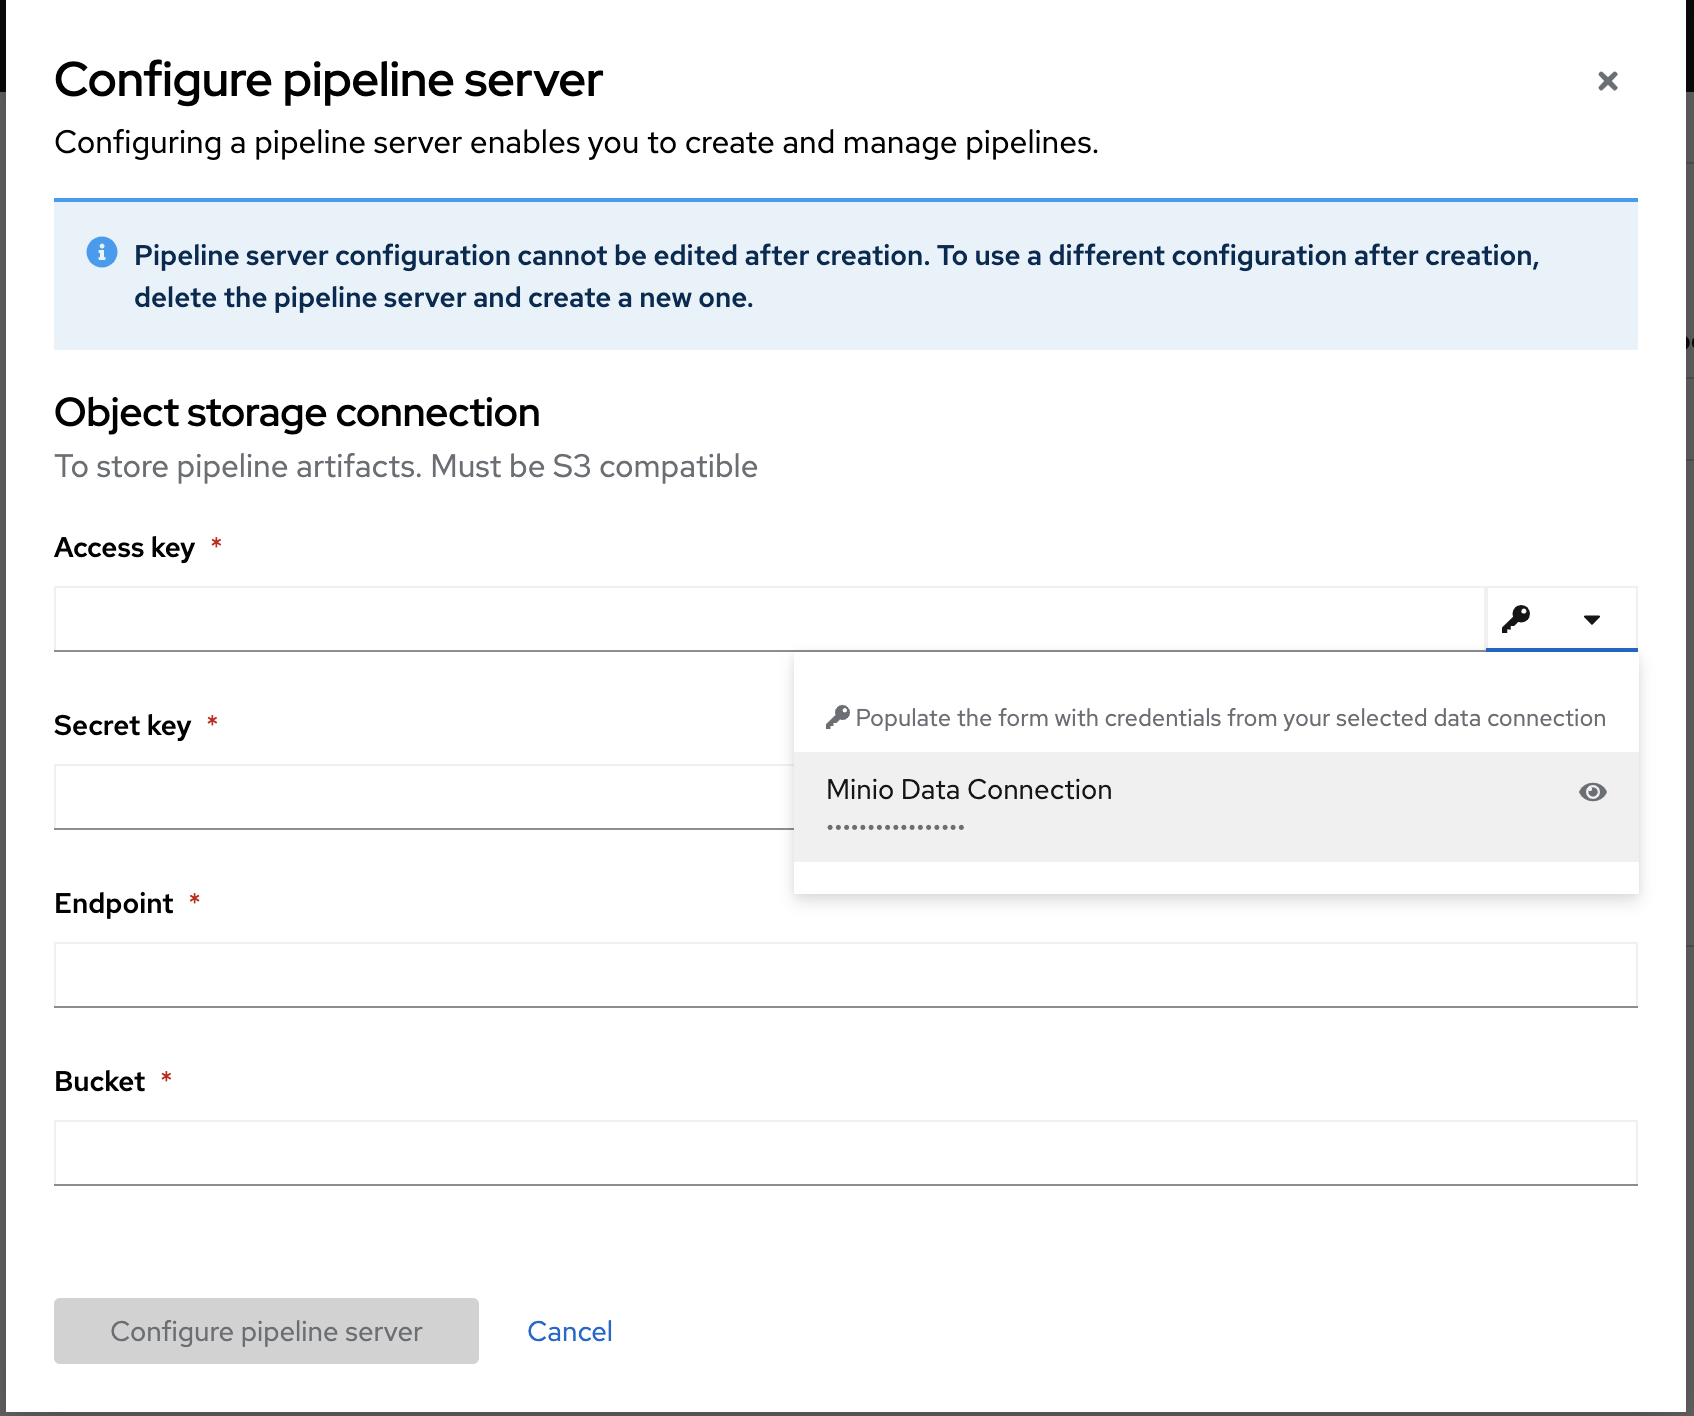 Configure pipeline server
Configuring a pipeline server enables you to create and manage pipelines.
Pipeline server configuration cannot be edited after creation. To use a different configuration after creation,
delete the pipeline server and create a new one.
Object storage connection
To store pipeline artifacts. Must be S3 compatible
Access key *
Populate the form with credentials from your selected data connection
Secret key *
Minio Data Connection
•••••••••••••••••
Endpoint *
Bucket *
Configure pipeline server
Cancel